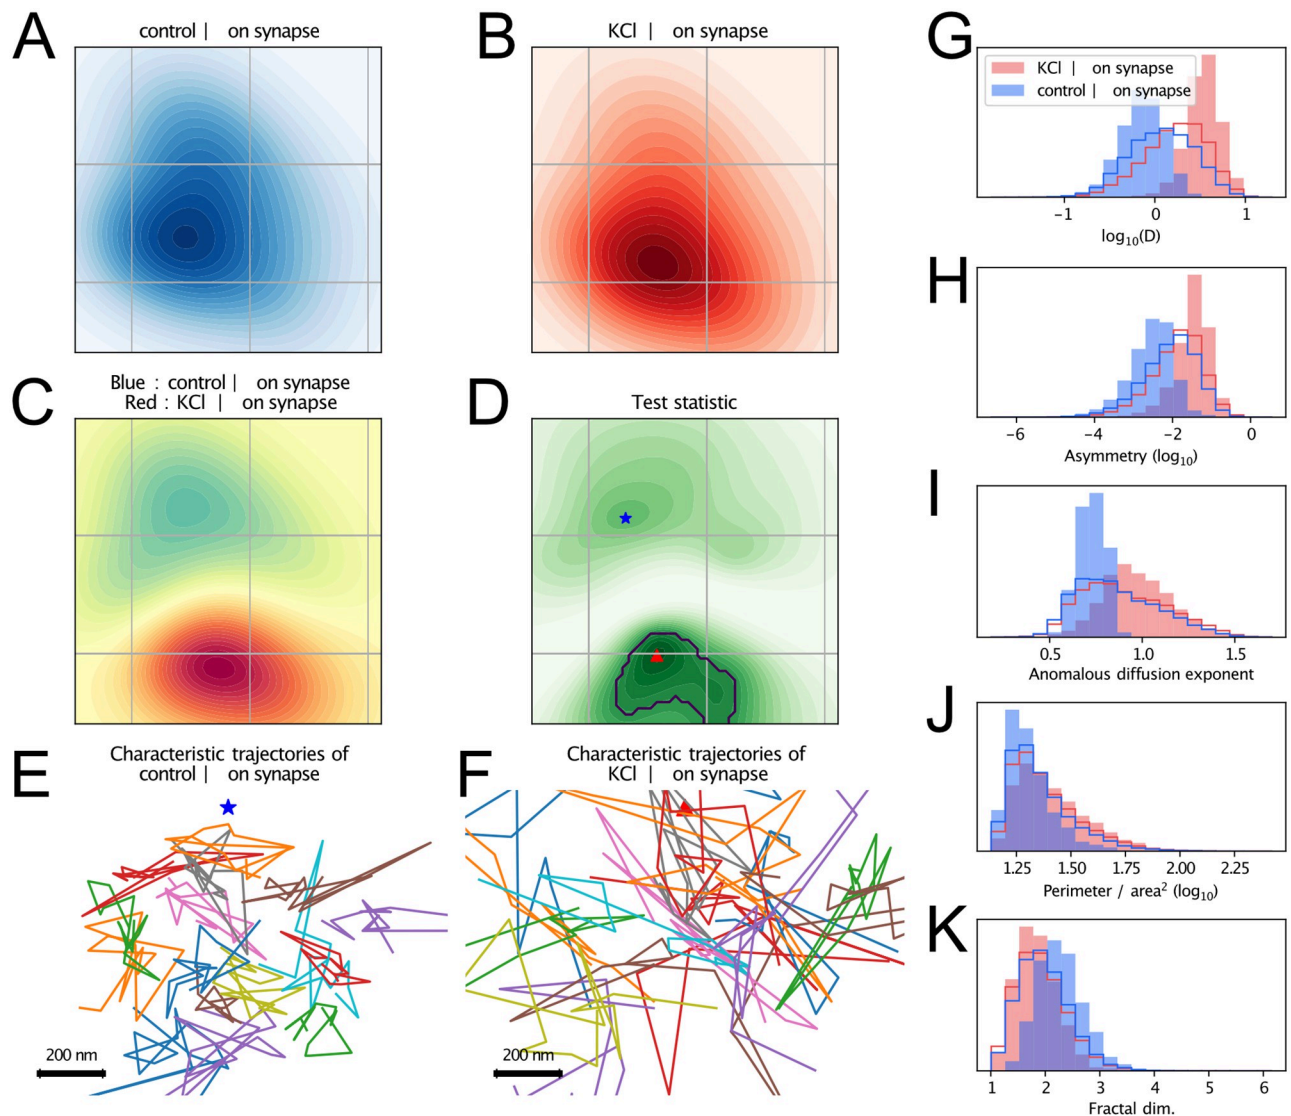 A
control | on synapse
B
KCl | on synapse
C
Blue : control | on synapse
Red : KCl | on synapse
D
Test statistic
E
Characteristic trajectories of
control | on synapse
200 nm
F
Characteristic trajectories of
KCl | on synapse
200 nm
G
KCl | on synapse
control | on synapse
−1 0 1
log₁₀(D)
H
−6 −4 −2 0
Asymmetry (log₁₀)
I
0.5 1.0 1.5
Anomalous diffusion exponent
J
1.25 1.50 1.75 2.00 2.25
Perimeter / area² (log₁₀)
K
1 2 3 4 5 6
Fractal dim.